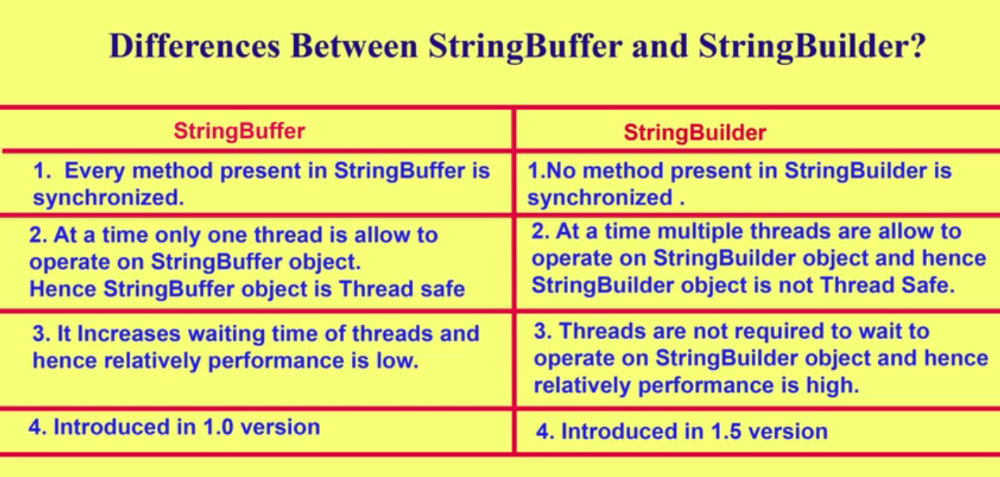 Differences Between StringBuffer and StringBuilder?
StringBuffer
StringBuilder
1. Every method present in StringBuffer is
synchronized.
1.No method present in StringBuilder is
synchronized .
2. At a time only one thread is allow to
operate on StringBuffer object.
Hence StringBuffer object is Thread safe
2. At a time multiple threads are allow to
operate on StringBuilder object and hence
StringBuilder object is not Thread Safe.
3. It Increases waiting time of threads and
hence relatively performance is low.
3. Threads are not required to wait to
operate on StringBuilder object and hence
relatively performance is high.
4. Introduced in 1.0 version
4. Introduced in 1.5 version